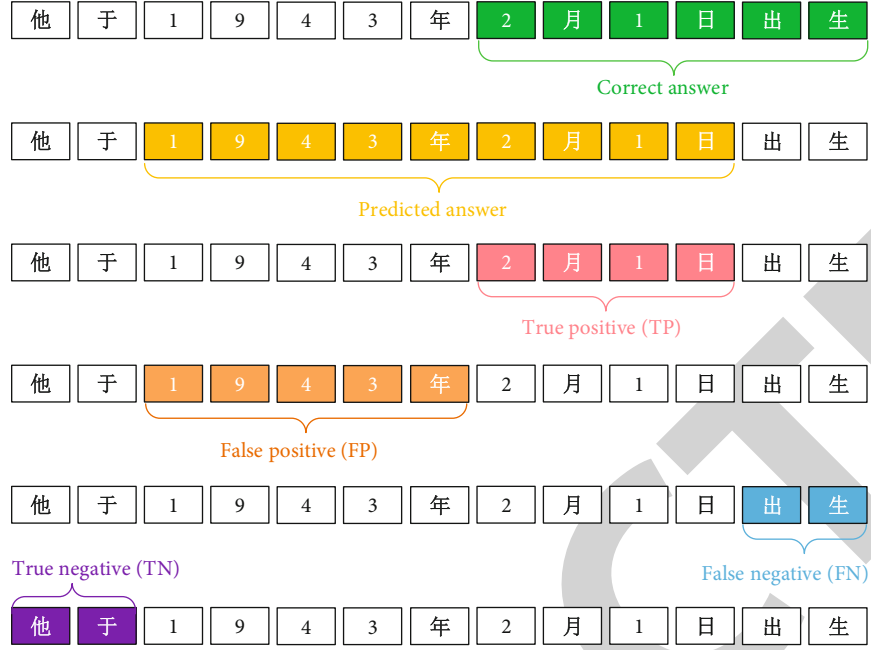 他 于 1 9 4 3 年 2 月 1 日 出 生
Correct answer
他 于 1 9 4 3 年 2 月 1 日 出 生
Predicted answer
他 于 1 9 4 3 年 2 月 1 日 出 生
True positive (TP)
他 于 1 9 4 3 年 2 月 1 日 出 生
False positive (FP)
他 于 1 9 4 3 年 2 月 1 日 出 生
True negative (TN)
False negative (FN)
他 于 1 9 4 3 年 2 月 1 日 出 生